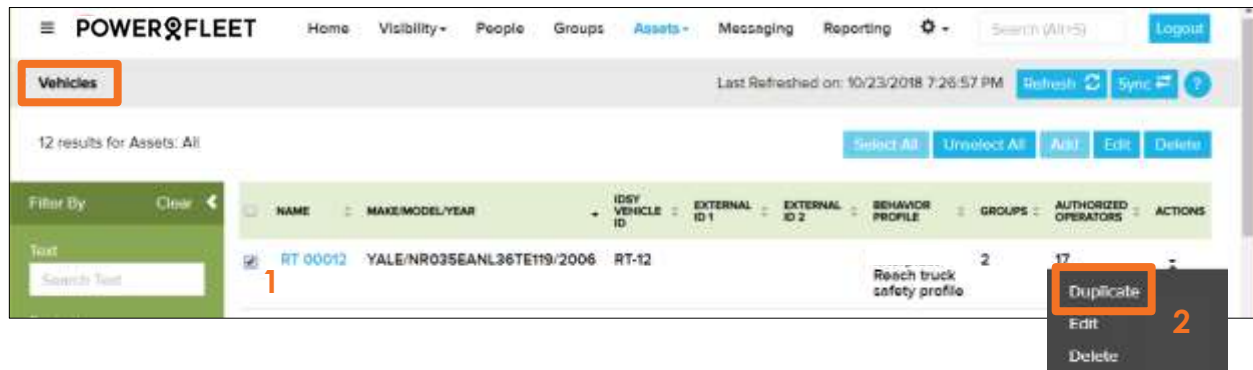 ≡ POWERFLEET Home Visibility People Groups Assets Messaging Reporting Search (Alt+S) Logout
Vehicles Last Refreshed on: 10/23/2018 7:26:57 PM Refresh Sync ?
12 results for Assets: All Select All Unselect All Add Edit Delete
Filter By Clear NAME MAKE/MODEL/YEAR IDSY VEHICLE ID EXTERNAL ID 1 EXTERNAL ID 2 BEHAVIOR PROFILE GROUPS AUTHORIZED OPERATORS ACTIONS
Text
Search Text
1 RT 00012 YALE/NR035EANL36TE119/2006 RT-12 Reach truck safety profile 2 17
Duplicate
Edit 2
Delete